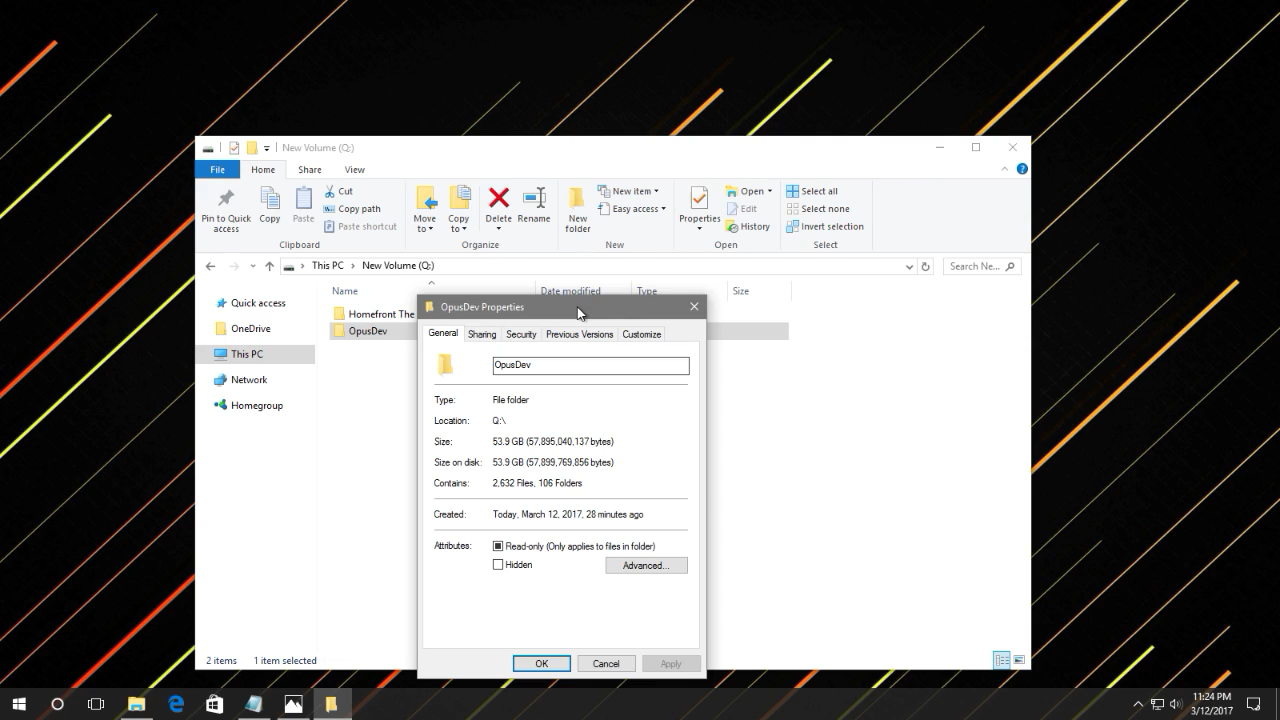 New Volume (Q:)
File Home Share View
Pin to Quick access
Copy
Paste
Cut
Copy path
Paste shortcut
Clipboard
Move to
Copy to
Delete
Rename
Organize
New folder
New item
Easy access
New
Properties
Open
Edit
History
Open
Select all
Select none
Invert selection
Select
This PC > New Volume (Q:)
Search Ne...
Quick access
OneDrive
This PC
Network
Homegroup
Name Date modified Type Size
Homefront The
OpusDev
OpusDev Properties
General Sharing Security Previous Versions Customize
OpusDev
Type: File folder
Location: Q:\
Size: 53.9 GB (57,895,040,137 bytes)
Size on disk: 53.9 GB (57,899,769,856 bytes)
Contains: 2,632 Files, 106 Folders
Created: Today, March 12, 2017, 28 minutes ago
Attributes: Read-only (Only applies to files in folder)
Hidden Advanced...
OK Cancel Apply
2 items 1 item selected
11:24 PM
3/12/2017